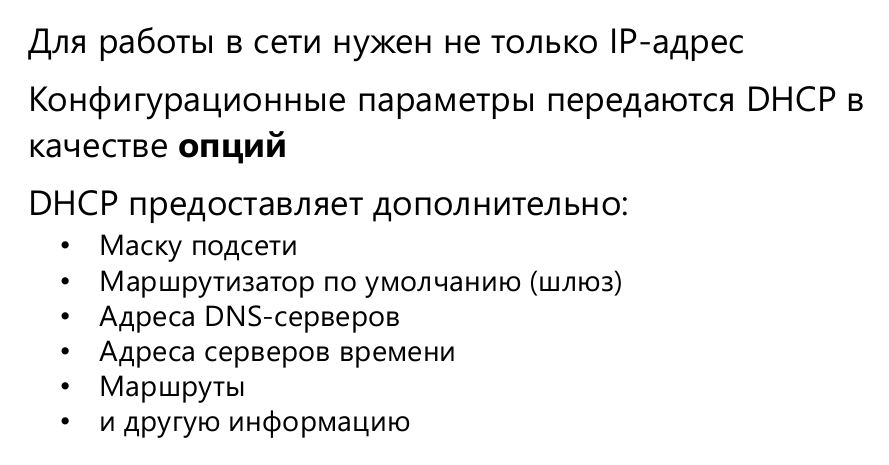 Для работы в сети нужен не только IP-адрес
Конфигурационные параметры передаются DHCP в
качестве опций
DHCP предоставляет дополнительно:
• Маску подсети
• Маршрутизатор по умолчанию (шлюз)
• Адреса DNS-серверов
• Адреса серверов времени
• Маршруты
• и другую информацию